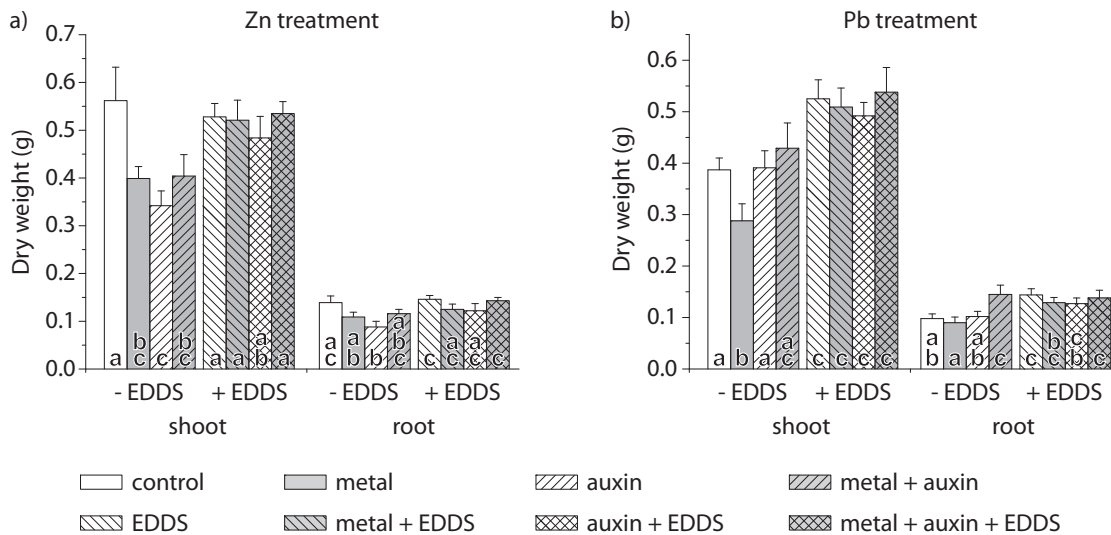 a) Zn treatment
b) Pb treatment
Dry weight (g)
0.7
0.6
0.5
0.4
0.3
0.2
0.1
0.0
a
b
c
c
b
c
a
a
a
b
a
a
c
a
b
b
a
b
c
c
a
c
a
c
c
- EDDS + EDDS - EDDS + EDDS
shoot root
Dry weight (g)
0.6
0.5
0.4
0.3
0.2
0.1
0.0
a
b
a
a
c
c
c
c
c
a
b
a
a
b
c
c
b
c
c
b
c
- EDDS + EDDS - EDDS + EDDS
shoot root
control metal auxin metal + auxin
EDDS metal + EDDS auxin + EDDS metal + auxin + EDDS